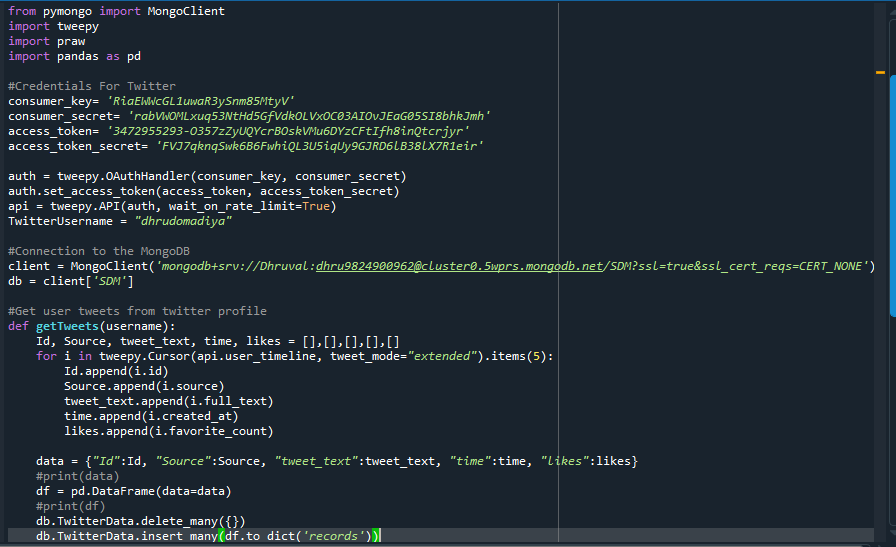 from pymongo import MongoClient
import tweepy
import praw
import pandas as pd
#Credentials For Twitter
consumer_key= 'RiaEWWcGL1uwaR3ySnm85MtyV'
consumer_secret= 'rabVWOMLxuq53NtHd5GfVdkOLVxOC03AIOvJEaG05SI8bhkJmh'
access_token= '3472955293-O357zZyUQYcrBOskVMu6DYzCFtIfh8inQtcrjyr'
access_token_secret= 'FVJ7qknqSwk6B6FwhiQL3U5iqUy9GJRD6lB38lX7R1eir'
auth = tweepy.OAuthHandler(consumer_key, consumer_secret)
auth.set_access_token(access_token, access_token_secret)
api = tweepy.API(auth, wait_on_rate_limit=True)
TwitterUsername = "dhrudomadiya"
#Connection to the MongoDB
client = MongoClient('mongodb+srv://Dhruval:dhru9824900962@cluster0.5wprs.mongodb.net/SDM?ssl=true&ssl_cert_reqs=CERT_NONE')
db = client['SDM']
#Get user tweets from twitter profile
def getTweets(username):
    Id, Source, tweet_text, time, likes = [],[],[],[],[]
    for i in tweepy.Cursor(api.user_timeline, tweet_mode="extended").items(5):
        Id.append(i.id)
        Source.append(i.source)
        tweet_text.append(i.full_text)
        time.append(i.created_at)
        likes.append(i.favorite_count)
    data = {"Id":Id, "Source":Source, "tweet_text":tweet_text, "time":time, "likes":likes}
    #print(data)
    df = pd.DataFrame(data=data)
    #print(df)
    db.TwitterData.delete_many({})
    db.TwitterData.insert_many(df.to_dict('records'))